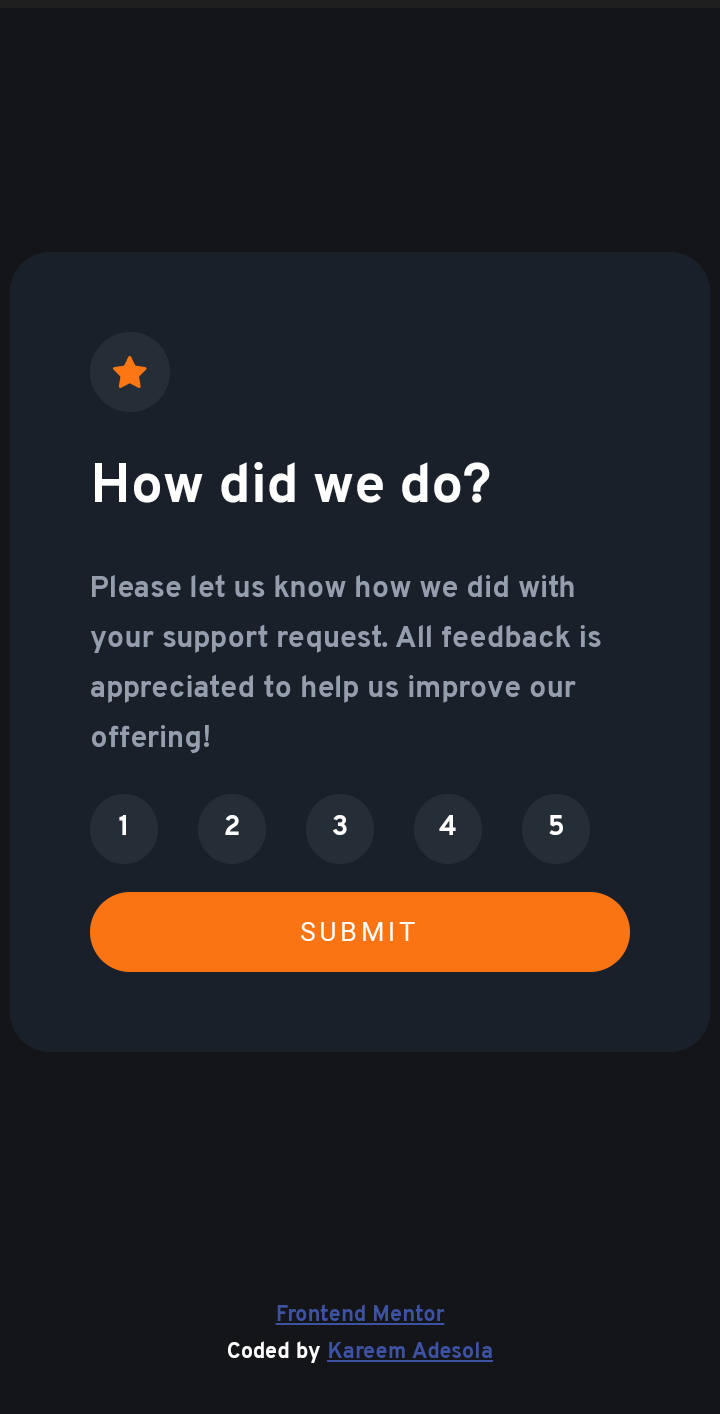 How did we do?
Please let us know how we did with
your support request. All feedback is
appreciated to help us improve our
offering!
1 2 3 4 5
SUBMIT
Frontend Mentor
Coded by Kareem Adesola